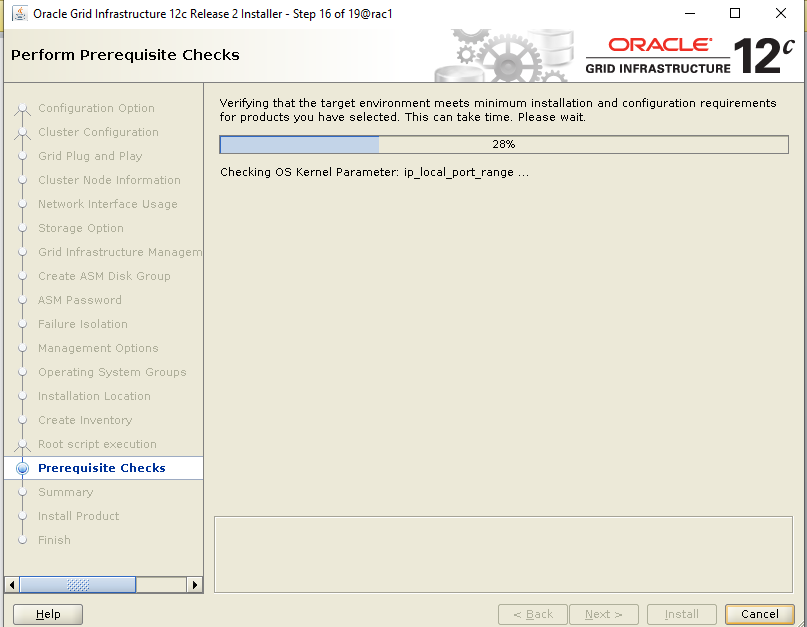 Oracle Grid Infrastructure 12c Release 2 Installer - Step 16 of 19@rac1
Perform Prerequisite Checks
ORACLE®
GRID INFRASTRUCTURE
12c
Configuration Option
Cluster Configuration
Grid Plug and Play
Cluster Node Information
Network Interface Usage
Storage Option
Grid Infrastructure Managem
Create ASM Disk Group
ASM Password
Failure Isolation
Management Options
Operating System Groups
Installation Location
Create Inventory
Root script execution
Prerequisite Checks
Summary
Install Product
Finish
Verifying that the target environment meets minimum installation and configuration requirements
for products you have selected. This can take time. Please wait.
28%
Checking OS Kernel Parameter: ip_local_port_range ...
Help
< Back
Next >
Install
Cancel